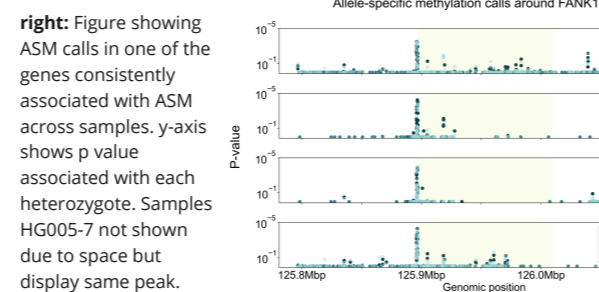 Allele-specific methylation calls around FANK1
right: Figure showing
ASM calls in one of the
genes consistently
associated with ASM
across samples. y-axis
shows p value
associated with each
heterozygote. Samples
HG005-7 not shown
due to space but
display same peak.
P-value
10⁻⁵
10⁻¹
10⁻⁵
10⁻¹
10⁻⁵
10⁻¹
10⁻⁵
10⁻¹
125.8Mbp 125.9Mbp 126.0Mbp
Genomic position